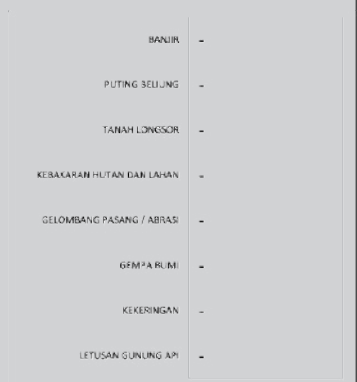 BANJIR -
PUTING BELIUNG -
TANAH LONGSOR -
KEBAKARAN HUTAN DAN LAHAN -
GELOMBANG PASANG / ABRASI -
GEMPA BUMI -
KEKERINGAN -
LETUSAN GUNUNG API -